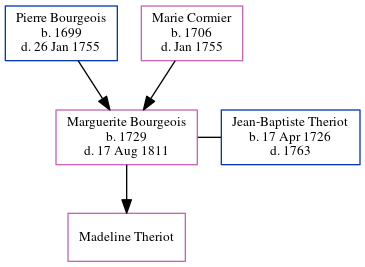 Pierre Bourgeois
b. 1699
d. 26 Jan 1755
Marie Cormier
b. 1706
d. Jan 1755
Marguerite Bourgeois
b. 1729
d. 17 Aug 1811
Jean-Baptiste Theriot
b. 17 Apr 1726
d. 1763
Madeline Theriot